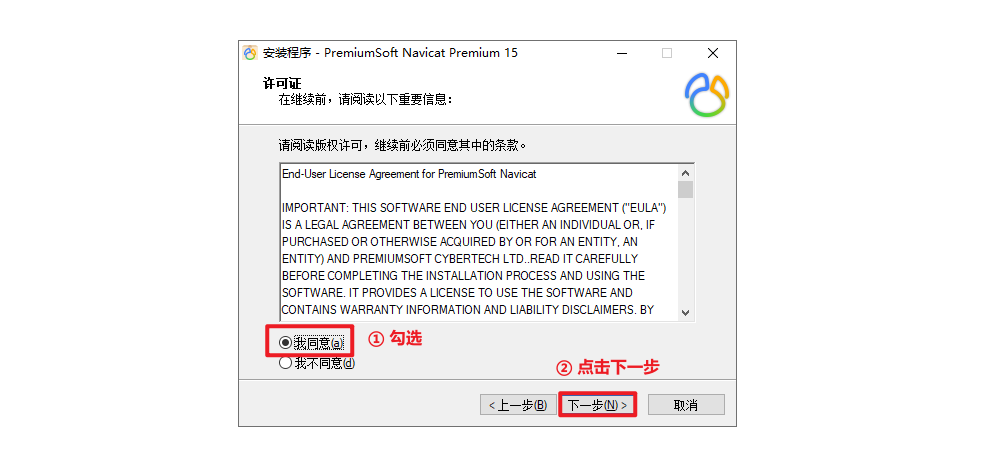 安装程序 - PremiumSoft Navicat Premium 15
许可证
在继续前，请阅读以下重要信息：
请阅读版权许可，继续前必须同意其中的条款。
End-User License Agreement for PremiumSoft Navicat
IMPORTANT: THIS SOFTWARE END USER LICENSE AGREEMENT ("EULA")
IS A LEGAL AGREEMENT BETWEEN YOU (EITHER AN INDIVIDUAL OR, IF
PURCHASED OR OTHERWISE ACQUIRED BY OR FOR AN ENTITY, AN
ENTITY) AND PREMIUMSOFT CYBERTECH LTD..READ IT CAREFULLY
BEFORE COMPLETING THE INSTALLATION PROCESS AND USING THE
SOFTWARE. IT PROVIDES A LICENSE TO USE THE SOFTWARE AND
CONTAINS WARRANTY INFORMATION AND LIABILITY DISCLAIMERS. BY
我同意(a) ① 勾选
我不同意(d)
② 点击下一步
< 上一步(B) 下一步(N) > 取消